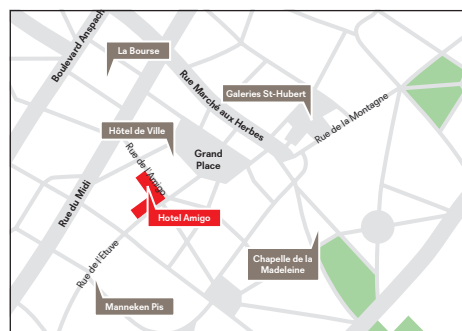 Boulevard Anspach
La Bourse
Rue Marché aux Herbes
Galeries St-Hubert
Rue de la Montagne
Hôtel de Ville
Grand
Place
Rue de l'Amigo
Rue du Midi
Hotel Amigo
Rue de l'Etuve
Chapelle de la
Madeleine
Manneken Pis